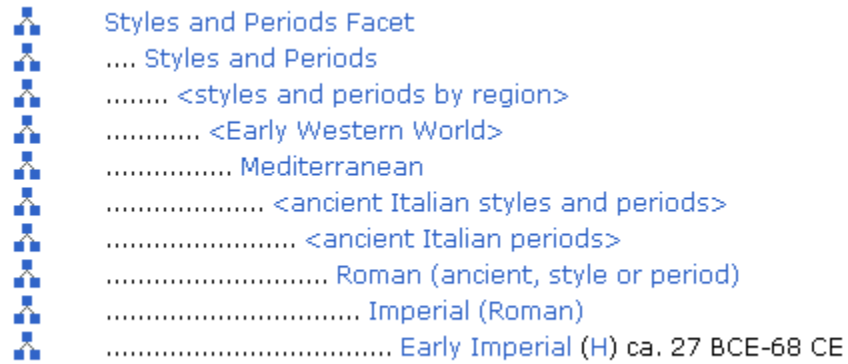 Styles and Periods Facet
.... Styles and Periods
........ <styles and periods by region>
............ <Early Western World>
................ Mediterranean
.................... <ancient Italian styles and periods>
........................ <ancient Italian periods>
............................ Roman (ancient, style or period)
................................ Imperial (Roman)
.................................... Early Imperial (H) ca. 27 BCE-68 CE